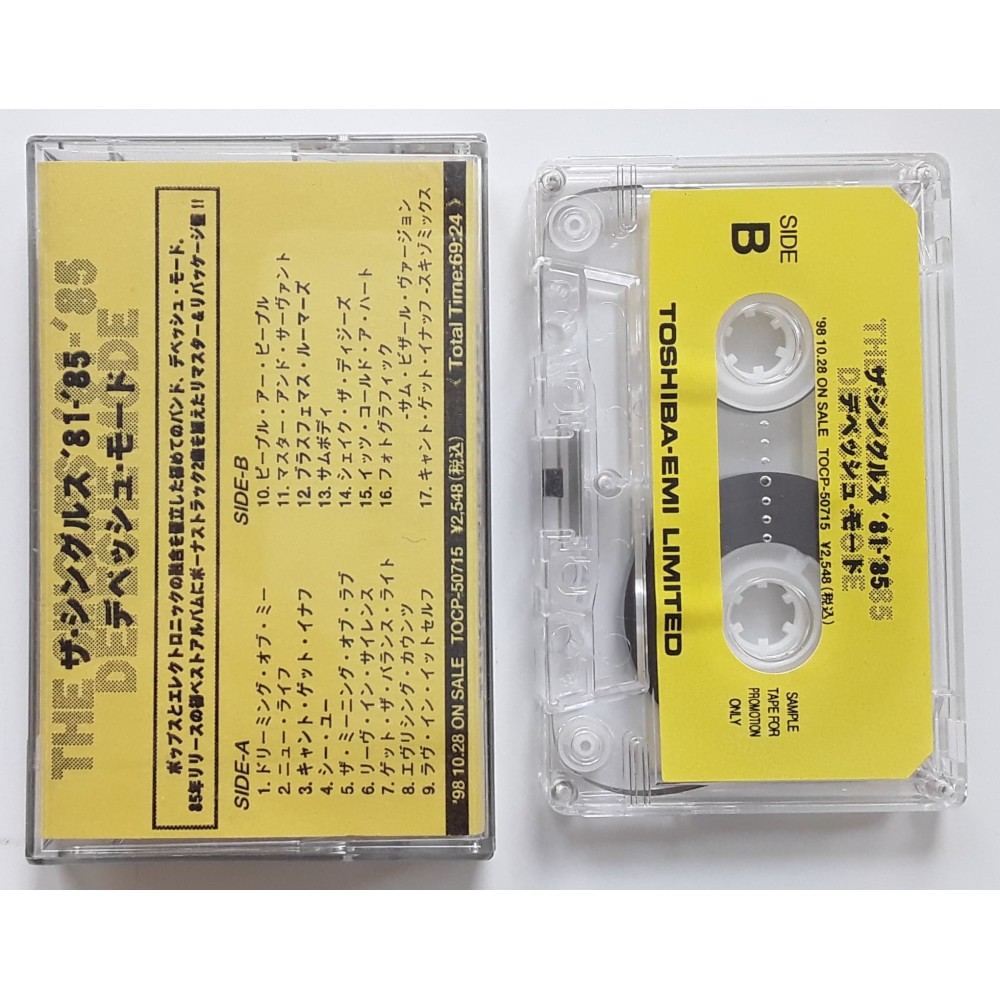 THE
ザ・シングルス '81-'85
-'85
DEPECHE MODE
デペッシュ・モード
ポップスとエレクトロニックの融合を確立した極めてのバンド、デペッシュ・モード、
85年リリースの極ベストアルバムにボーナストラック2曲を加えたリマスター&リパッケージ盤!!
SIDE-A
1. ドリーミング・オブ・ミー
2. ニュー・ライフ
3. キャント・ゲット・イナフ
4. シー・ユー
5. ザ・ミーニング・オブ・ラブ
6. リーヴ・イン・サイレンス
7. ゲット・ザ・バランス・ライト
8. エヴリシング・カウンツ
9. ラヴ・イン・イットセルフ
SIDE-B
10. ピープル・アー・ピープル
11. マスター・アンド・サーヴァント
12. ブラスフェマス・ルーマーズ
13. サムボディ
14. シェイク・ザ・デイジーズ
15. イッツ・コールド・ア・ハート
16. フォトグラフィック
-サム・ビザール・ヴァージョン
17. キャント・ゲット・イナッフ-スキゾミックス
'98 10.28 ON SALE TOCP-50715 ¥2,548(税込) 《 Total Time:69:24 》
SIDE
B
THE
ザ・シングルス '81-'85
85
デペッシュ・モード
'98 10.28 ON SALE TOCP-50715 ¥2,548(税込)
TOSHIBA-EMI LIMITED
SAMPLE
TAPE FOR
PROMOTION
ONLY